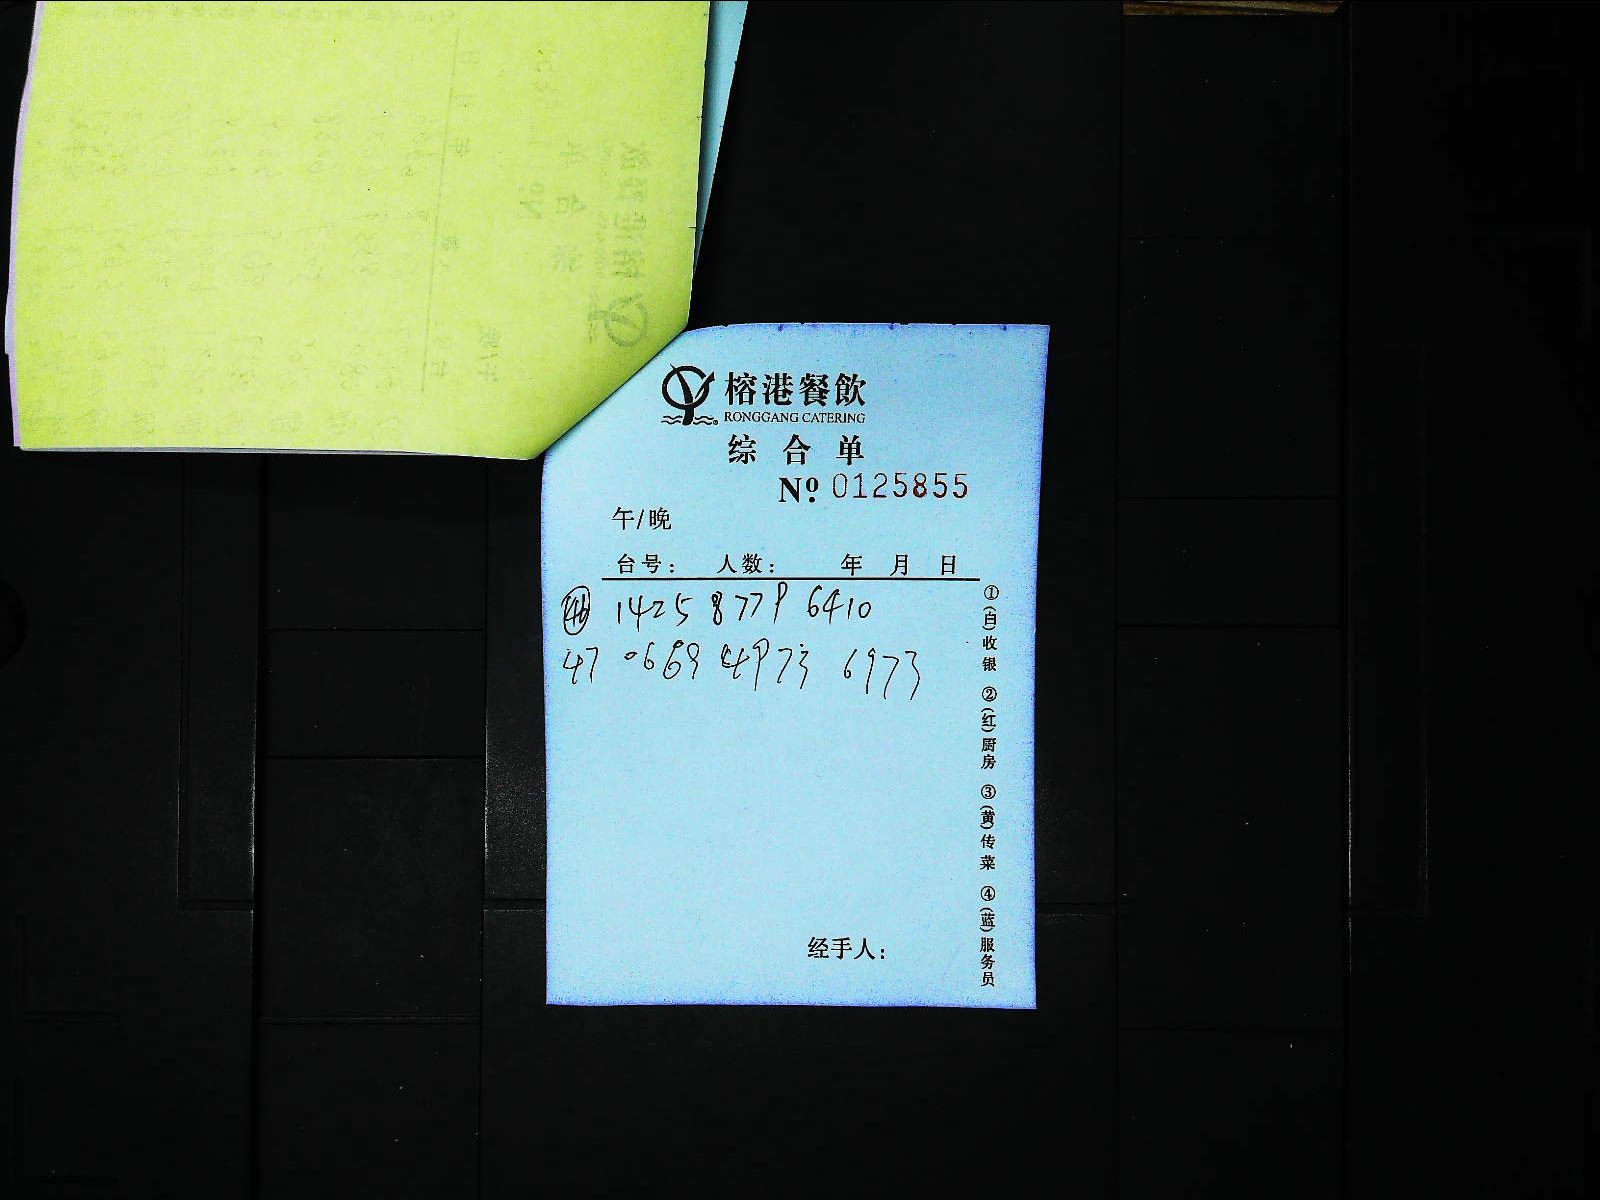 榕港餐飲
RONGGANG CATERING
综合单
Nº 0125855
午/晚
台号: 人数: 年 月 日
46 1425 8779 6410
47 0669 4973 6973
①(白)收银 ②(红)厨房 ③(黄)传菜 ④(蓝)服务员
经手人: